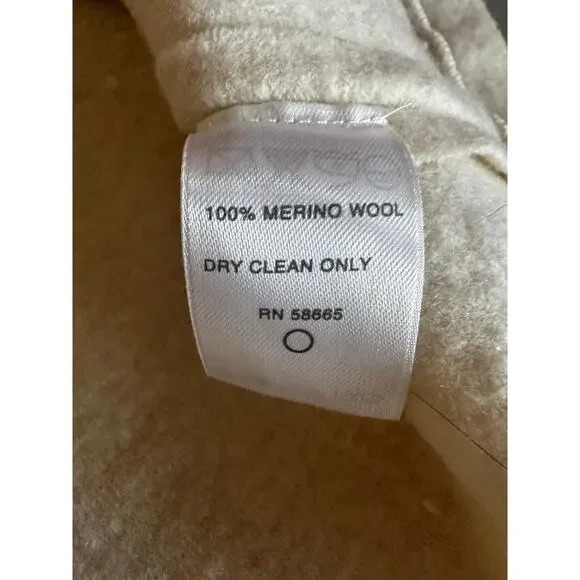 100% MERINO WOOL
DRY CLEAN ONLY
RN 58665